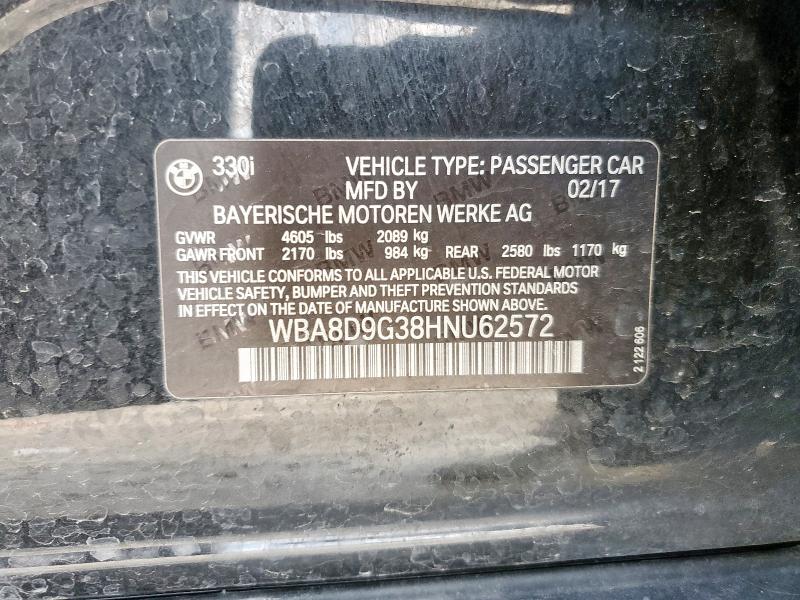 330i VEHICLE TYPE: PASSENGER CAR
MFD BY 02/17
BAYERISCHE MOTOREN WERKE AG
GVWR 4605 lbs 2089 kg
GAWR FRONT 2170 lbs 984 kg REAR 2580 lbs 1170 kg
THIS VEHICLE CONFORMS TO ALL APPLICABLE U.S. FEDERAL MOTOR
VEHICLE SAFETY, BUMPER AND THEFT PREVENTION STANDARDS
IN EFFECT ON THE DATE OF MANUFACTURE SHOWN ABOVE.
WBA8D9G38HNU62572
2 122 606